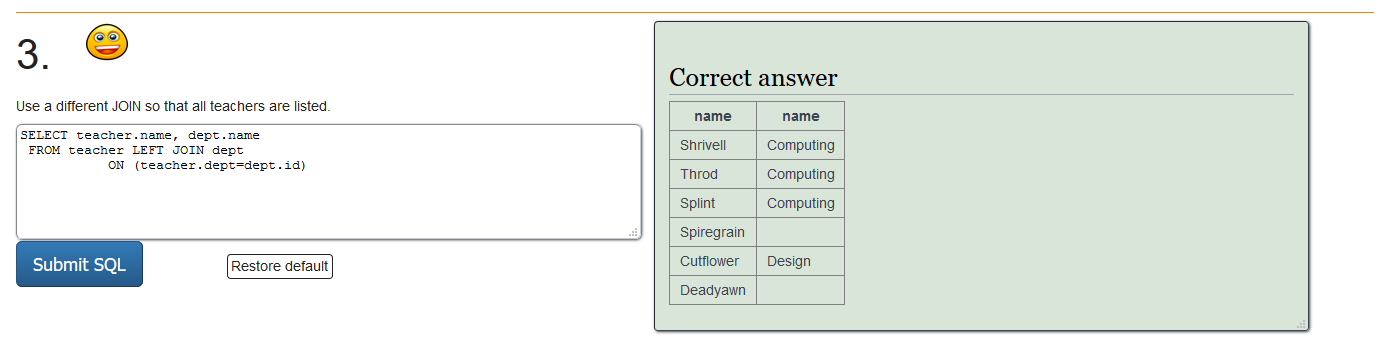 3.
Use a different JOIN so that all teachers are listed.
SELECT teacher.name, dept.name
FROM teacher LEFT JOIN dept
ON (teacher.dept=dept.id)
Submit SQL
Restore default
Correct answer
name name
Shrivell Computing
Throd Computing
Splint Computing
Spiregrain
Cutflower Design
Deadyawn